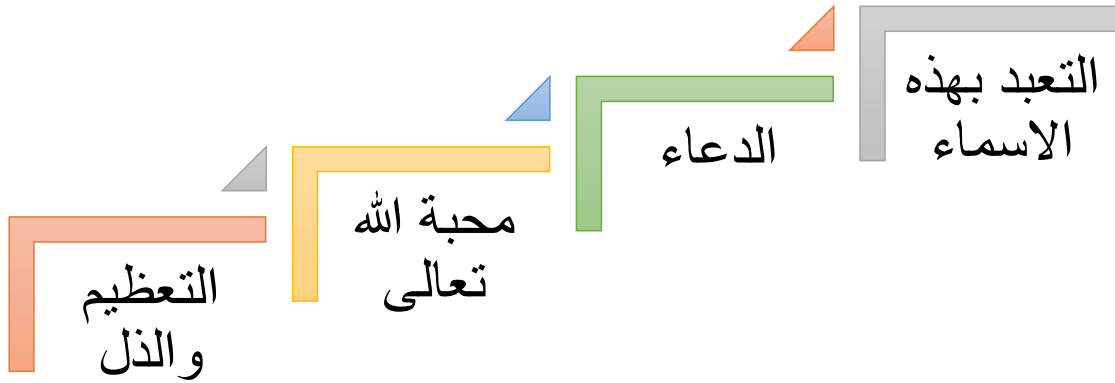 التعبد بهذه
الاسماء
الدعاء
محبة الله
تعالى
التعظيم
والذل